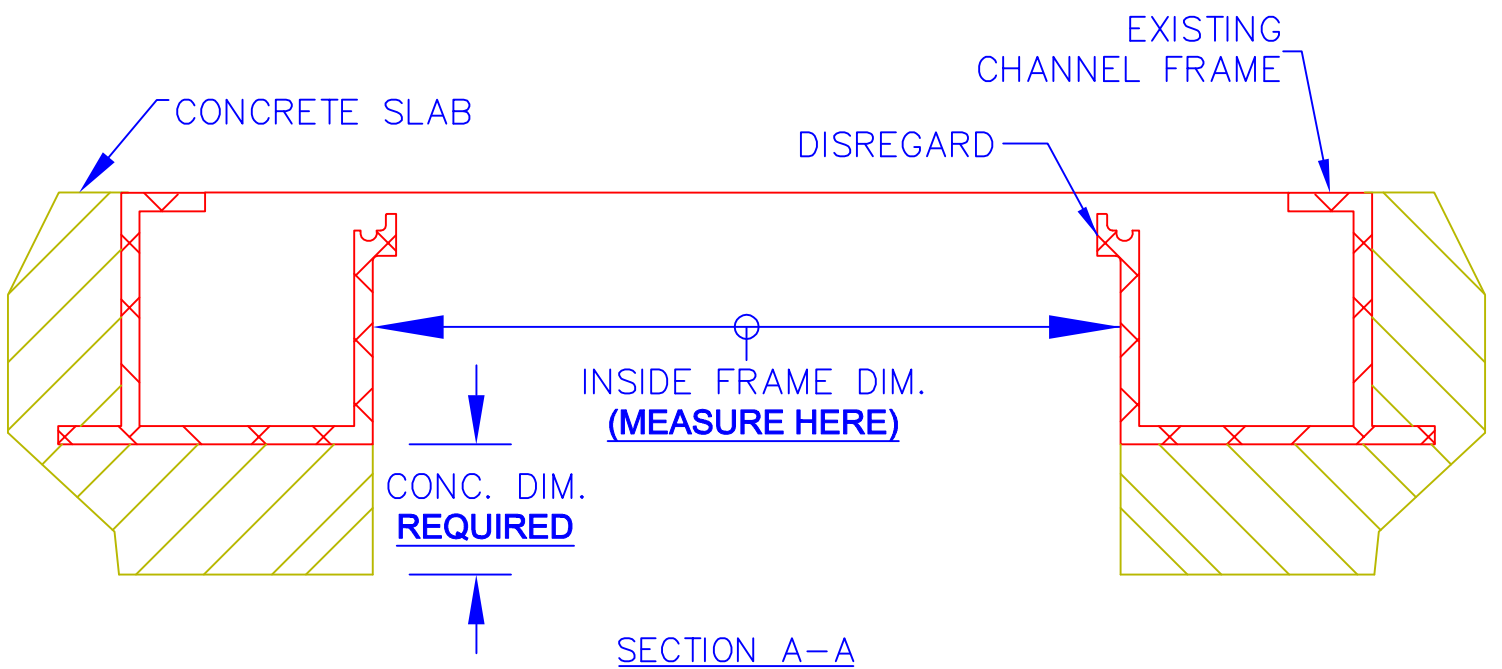 EXISTING
CHANNEL FRAME
CONCRETE SLAB
DISREGARD
INSIDE FRAME DIM.
(MEASURE HERE)
CONC. DIM.
REQUIRED
SECTION A-A